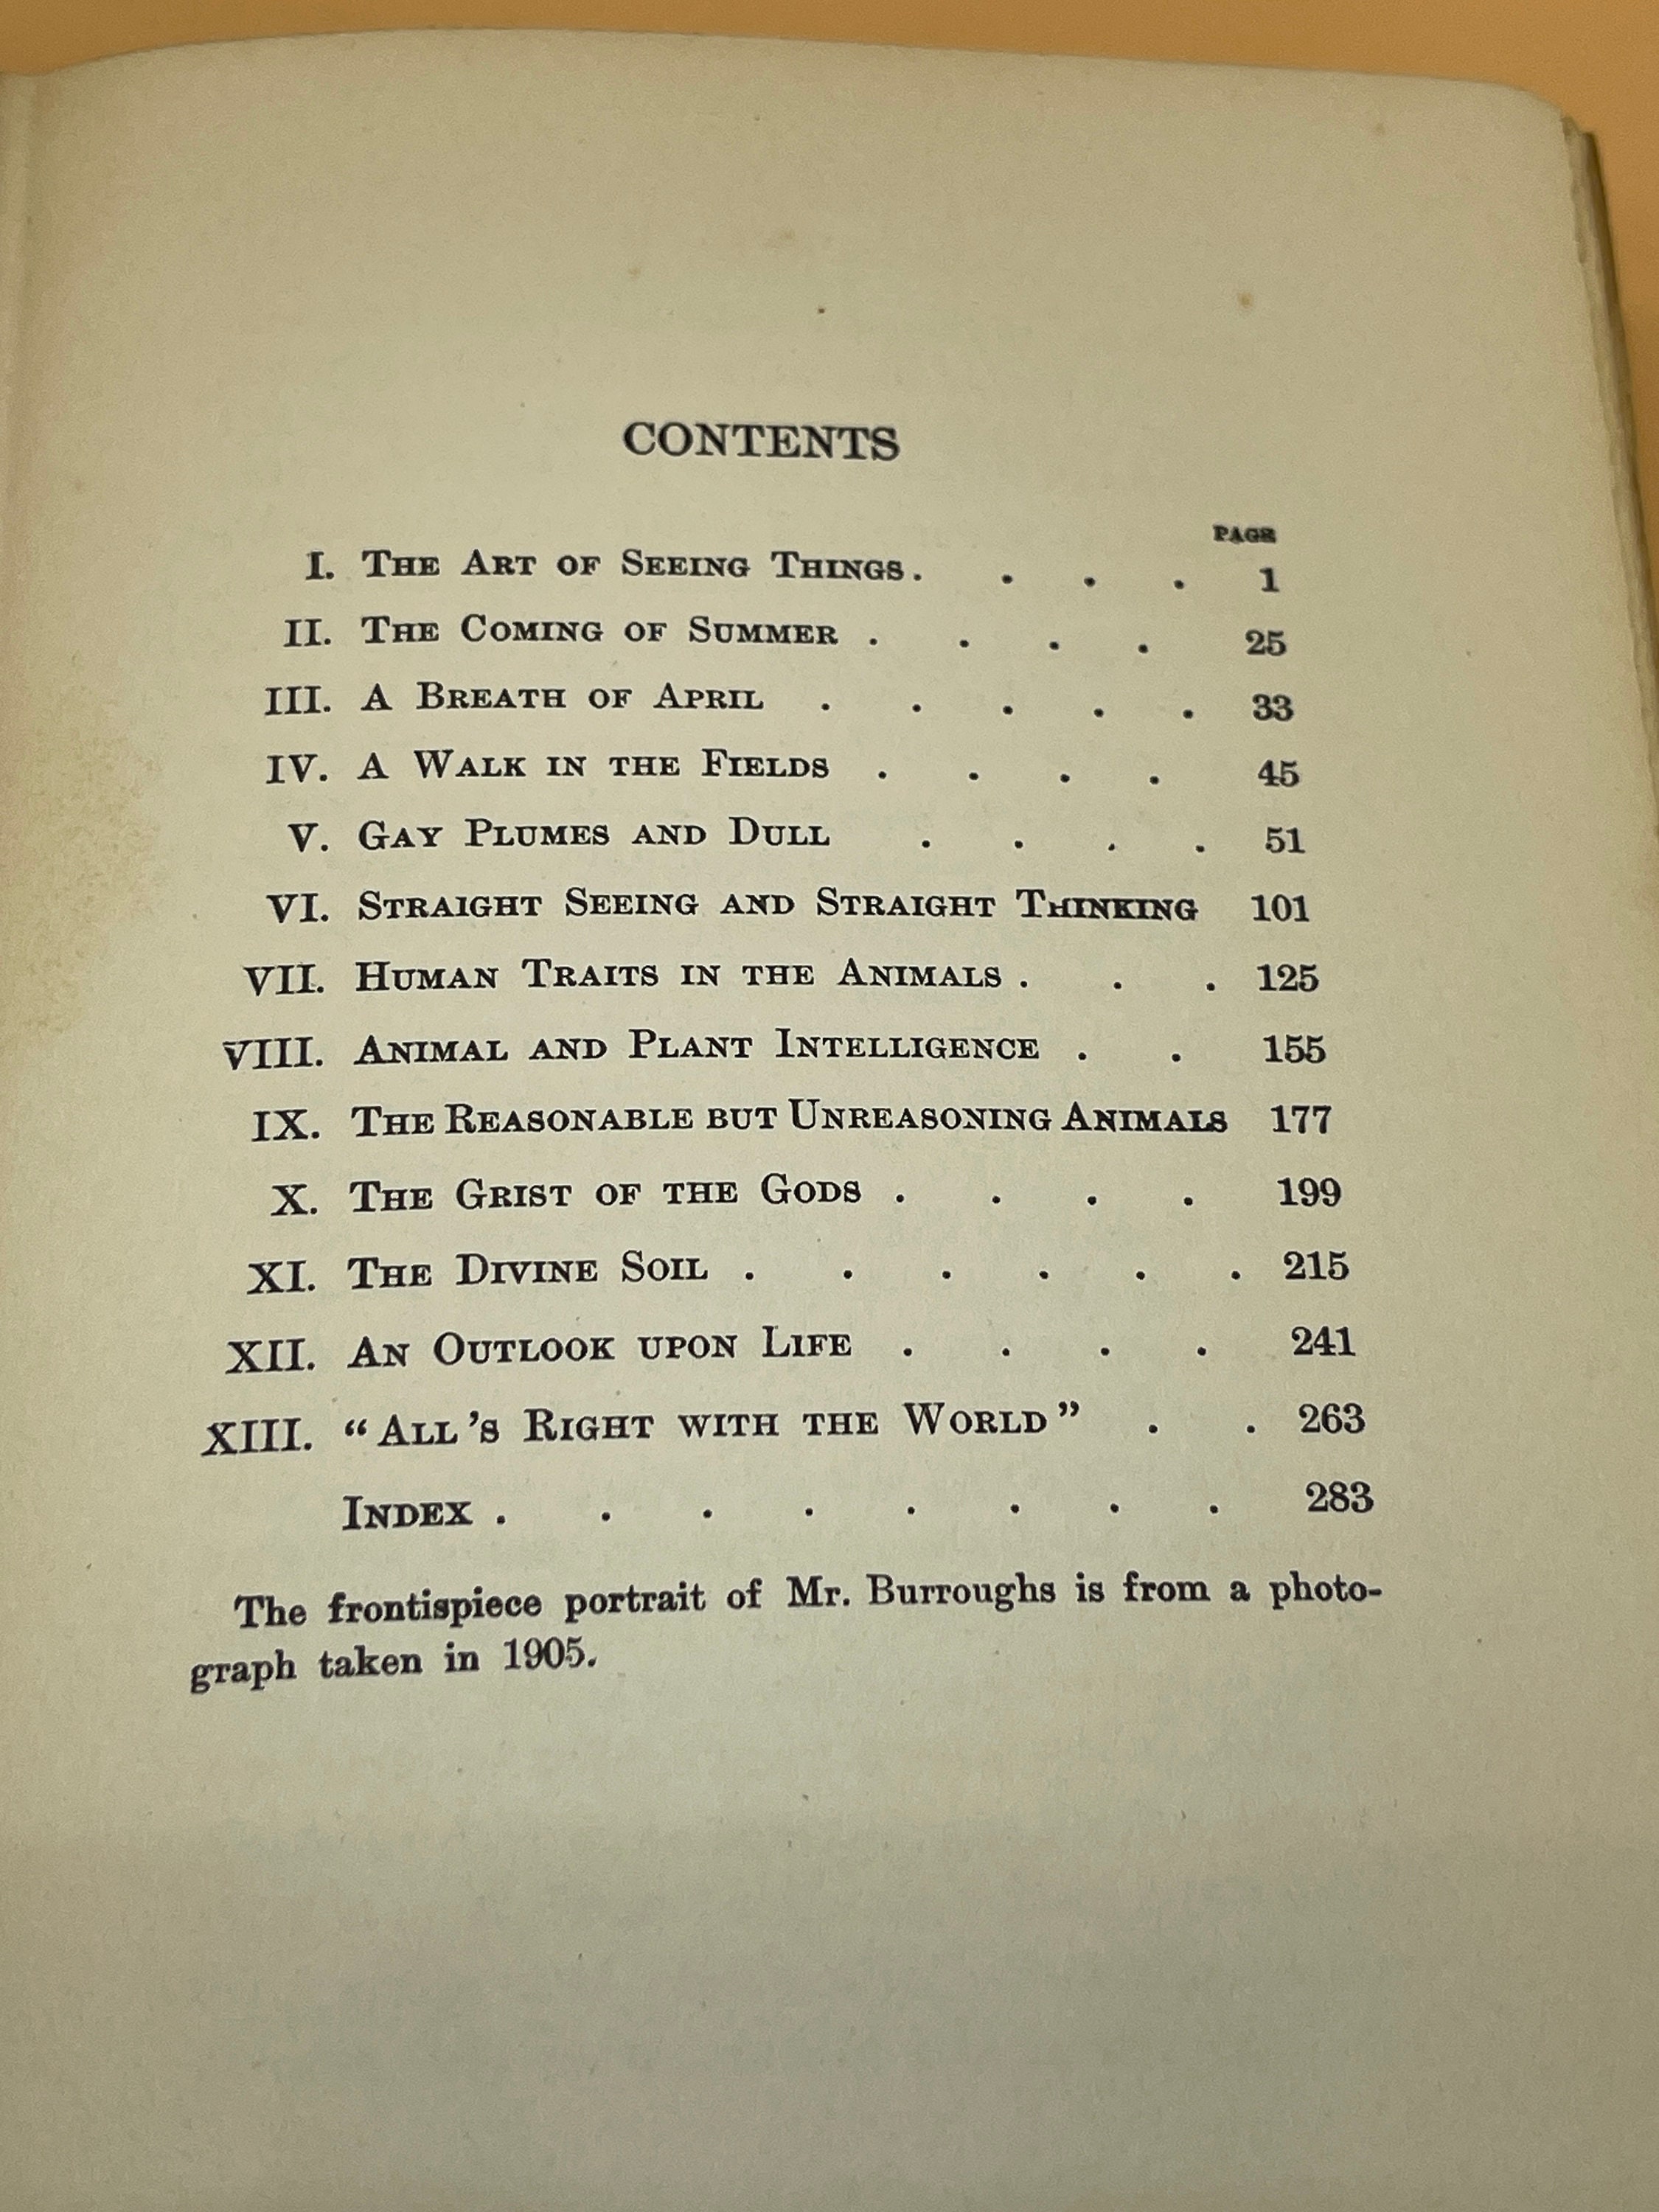 CONTENTS
PAGE
I. The Art of Seeing Things . . . . 1
II. The Coming of Summer . . . . 25
III. A Breath of April . . . . . 33
IV. A Walk in the Fields . . . . 45
V. Gay Plumes and Dull . . . . 51
VI. Straight Seeing and Straight Thinking 101
VII. Human Traits in the Animals . . . 125
VIII. Animal and Plant Intelligence . . 155
IX. The Reasonable but Unreasoning Animals 177
X. The Grist of the Gods . . . . 199
XI. The Divine Soil . . . . . . 215
XII. An Outlook upon Life . . . . 241
XIII. "All's Right with the World" . . 263
Index . . . . . . . . 283
The frontispiece portrait of Mr. Burroughs is from a photo-
graph taken in 1905.